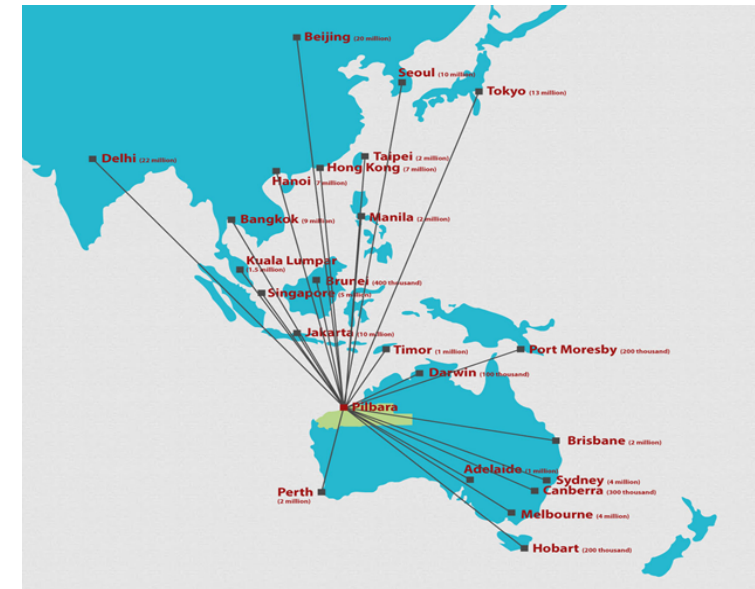 Beijing (20 million)
Seoul (10 million)
Tokyo (13 million)
Delhi (22 million)
Taipei (2 million)
Hong Kong (7 million)
Hanoi (7 million)
Bangkok (9 million)
Manila (2 million)
Kuala Lumpar
(1.5 million)
Brunei (400 thousand)
Singapore (5 million)
Jakarta (10 million)
Timor (1 million)
Port Moresby (200 thousand)
Darwin (100 thousand)
Pilbara
Brisbane (2 million)
Adelaide (1 million)
Sydney (4 million)
Perth
(2 million)
Canberra (300 thousand)
Melbourne (4 million)
Hobart (200 thousand)